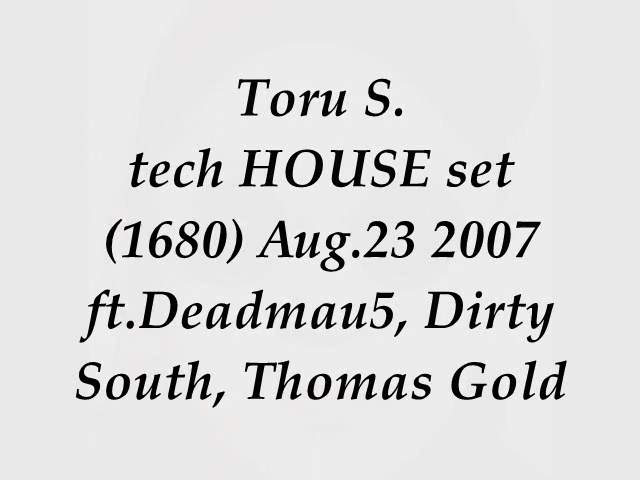 Toru S.
tech HOUSE set
(1680) Aug.23 2007
ft.Deadmau5, Dirty
South, Thomas Gold